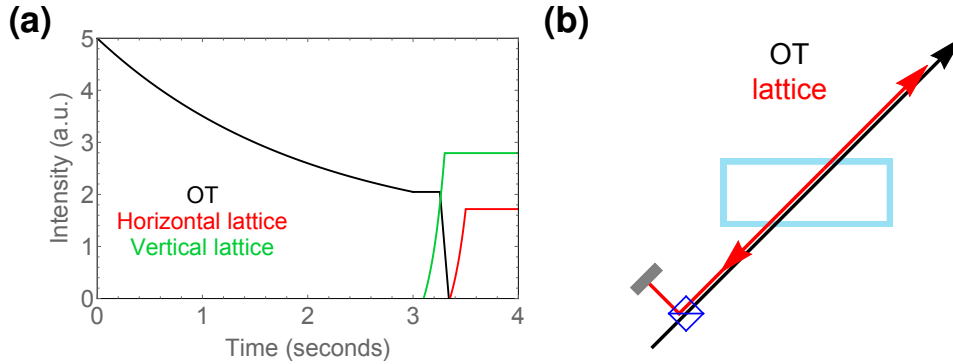 (a)
Intensity (a.u.)
5
4
3
2
1
0
OT
Horizontal lattice
Vertical lattice
0
1
2
3
4
Time (seconds)
(b)
OT
lattice